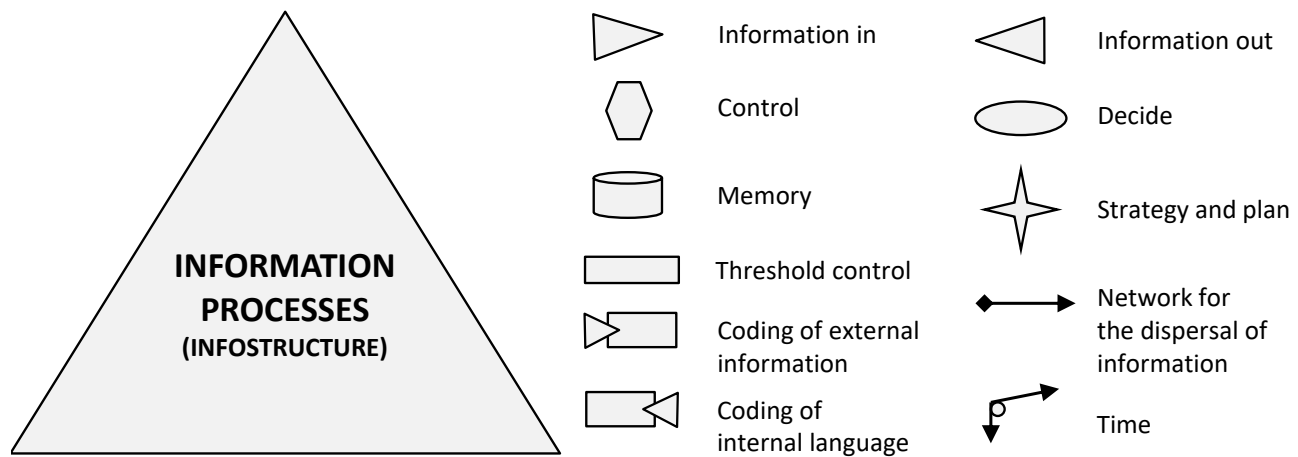 INFORMATION
PROCESSES
(INFOSTRUCTURE)
Information in
Control
Memory
Threshold control
Coding of external
information
Coding of
internal language
Information out
Decide
Strategy and plan
Network for
the dispersal of
information
Time